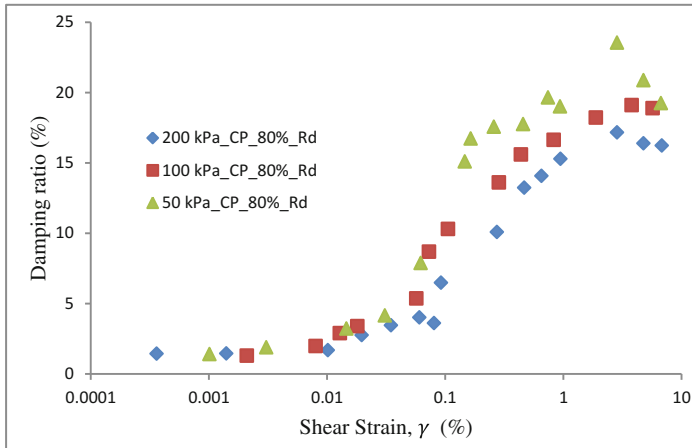 25
20
15
10
5
0
Damping ratio (%)
200 kPa_CP_80%_Rd
100 kPa_CP_80%_Rd
50 kPa_CP_80%_Rd
0.0001 0.001 0.01 0.1 1 10
Shear Strain, γ (%)